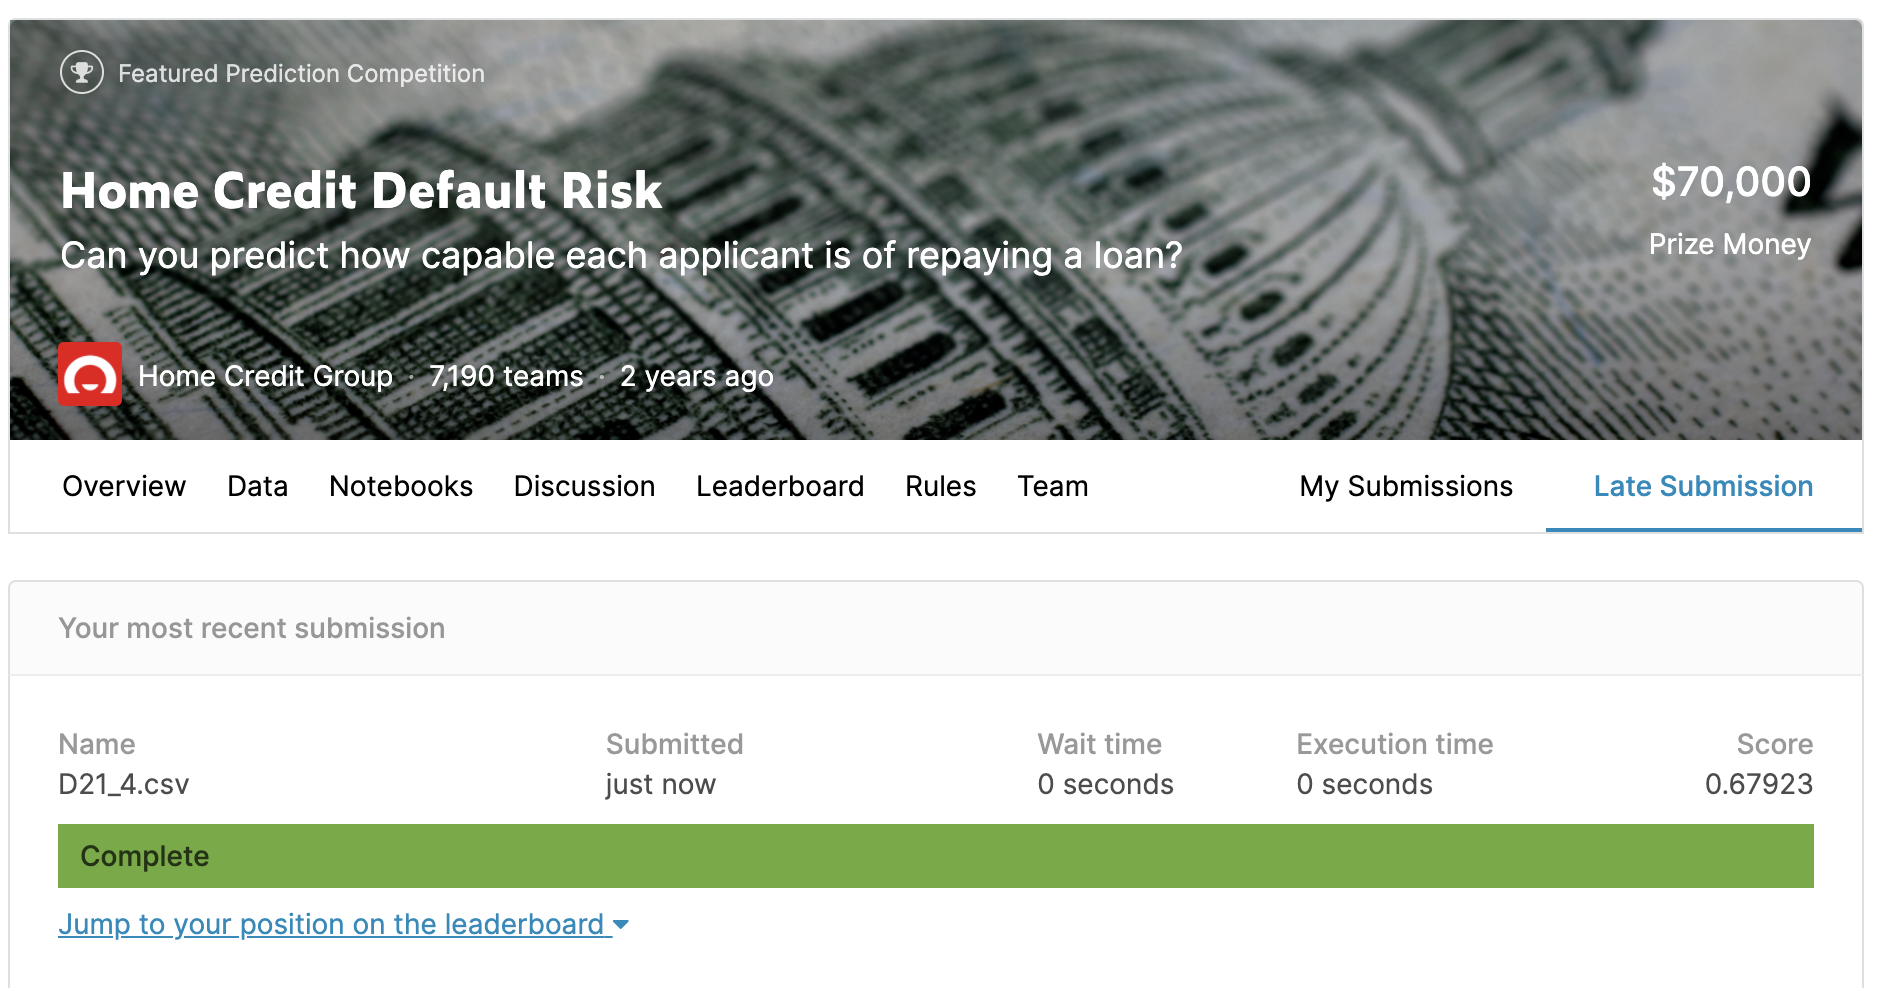 Featured Prediction Competition
Home Credit Default Risk
Can you predict how capable each applicant is of repaying a loan?
$70,000
Prize Money
Home Credit Group · 7,190 teams · 2 years ago
Overview Data Notebooks Discussion Leaderboard Rules Team My Submissions Late Submission
Your most recent submission
Name Submitted Wait time Execution time Score
D21_4.csv just now 0 seconds 0 seconds 0.67923
Complete
Jump to your position on the leaderboard